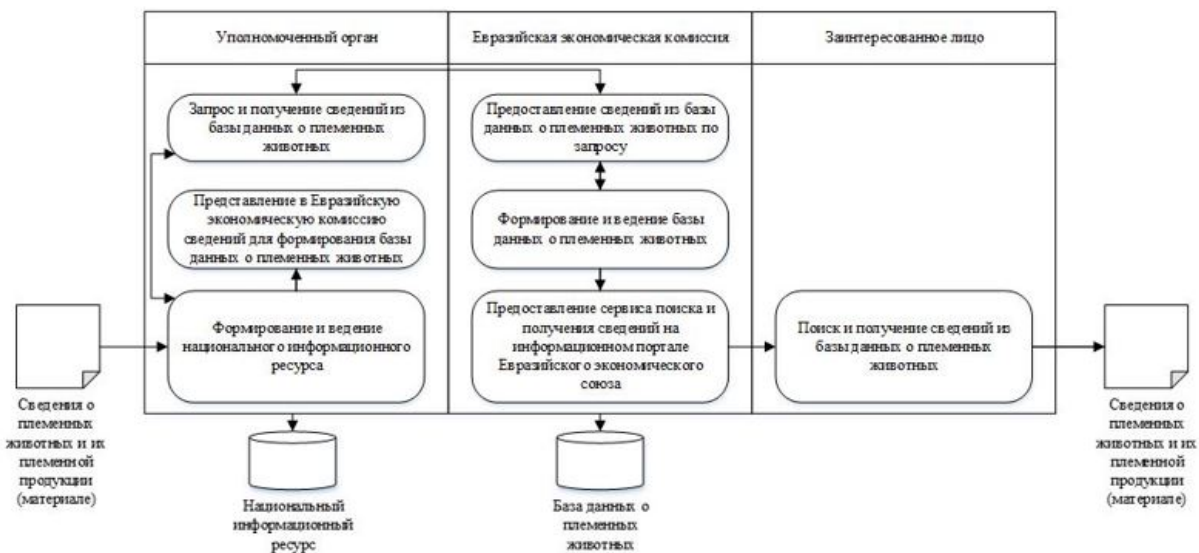 Уполномоченный орган
Евразийская экономическая комиссия
Заинтересованное лицо
Запрос и получение сведений из
базы данных о племенных
животных
Предоставление сведений из базы
данных о племенных животных по
запросу
Представление в Евразийскую
экономическую комиссию
сведений для формирования базы
данных о племенных животных
Формирование и ведение базы
данных о племенных животных
Формирование и ведение
национального информационного
ресурса
Предоставление сервиса поиска и
получения сведений на
информационном портале
Евразийского экономического
союза
Поиск и получение сведений из
базы данных о племенных
животных
Сведения о
племенных
животных и их
племенной
продукции
(материале)
Национальный
информационный
ресурс
База данных о
племенных
животных
Сведения о
племенных
животных и их
племенной
продукции
(материале)